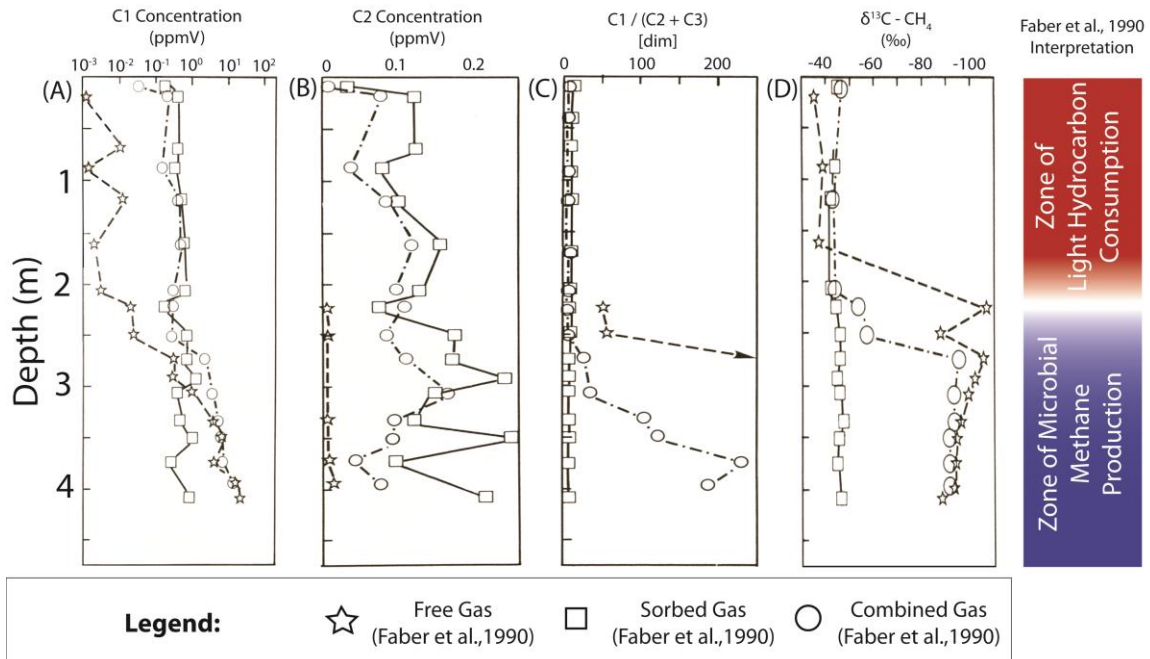 C1 Concentration
(ppmV)
10⁻³ 10⁻² 10⁻¹ 10⁰ 10¹ 10²
C2 Concentration
(ppmV)
0 0.1 0.2
C1 / (C2 + C3)
[dim]
0 100 200
δ¹³C - CH₄
(‰)
-40 -60 -80 -100
Faber et al., 1990
Interpretation
(A)
(B)
(C)
(D)
Depth (m)
1
2
3
4
Zone of
Light Hydrocarbon
Consumption
Zone of Microbial
Methane
Production
Legend:
Free Gas
(Faber et al.,1990)
Sorbed Gas
(Faber et al.,1990)
Combined Gas
(Faber et al.,1990)